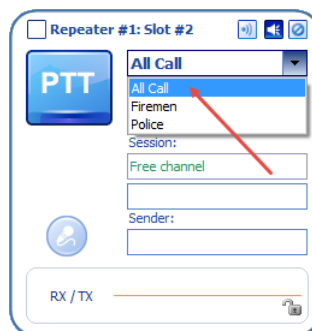 Repeater #1: Slot #2
PTT
All Call
All Call
Firemen
Police
Session:
Free channel
Sender:
RX / TX